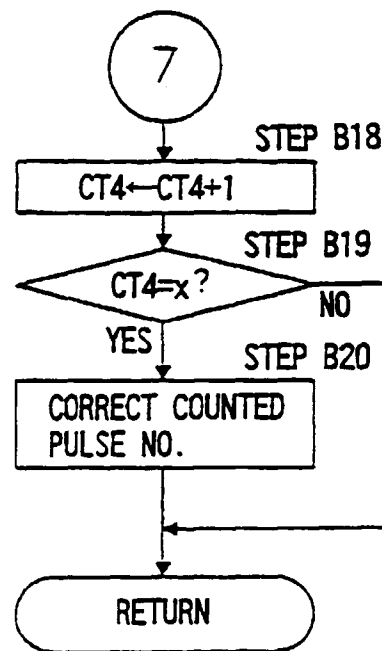 7
STEP B18
CT4←CT4+1
STEP B19
CT4=x?
NO
YES
STEP B20
CORRECT COUNTED
PULSE NO.
RETURN